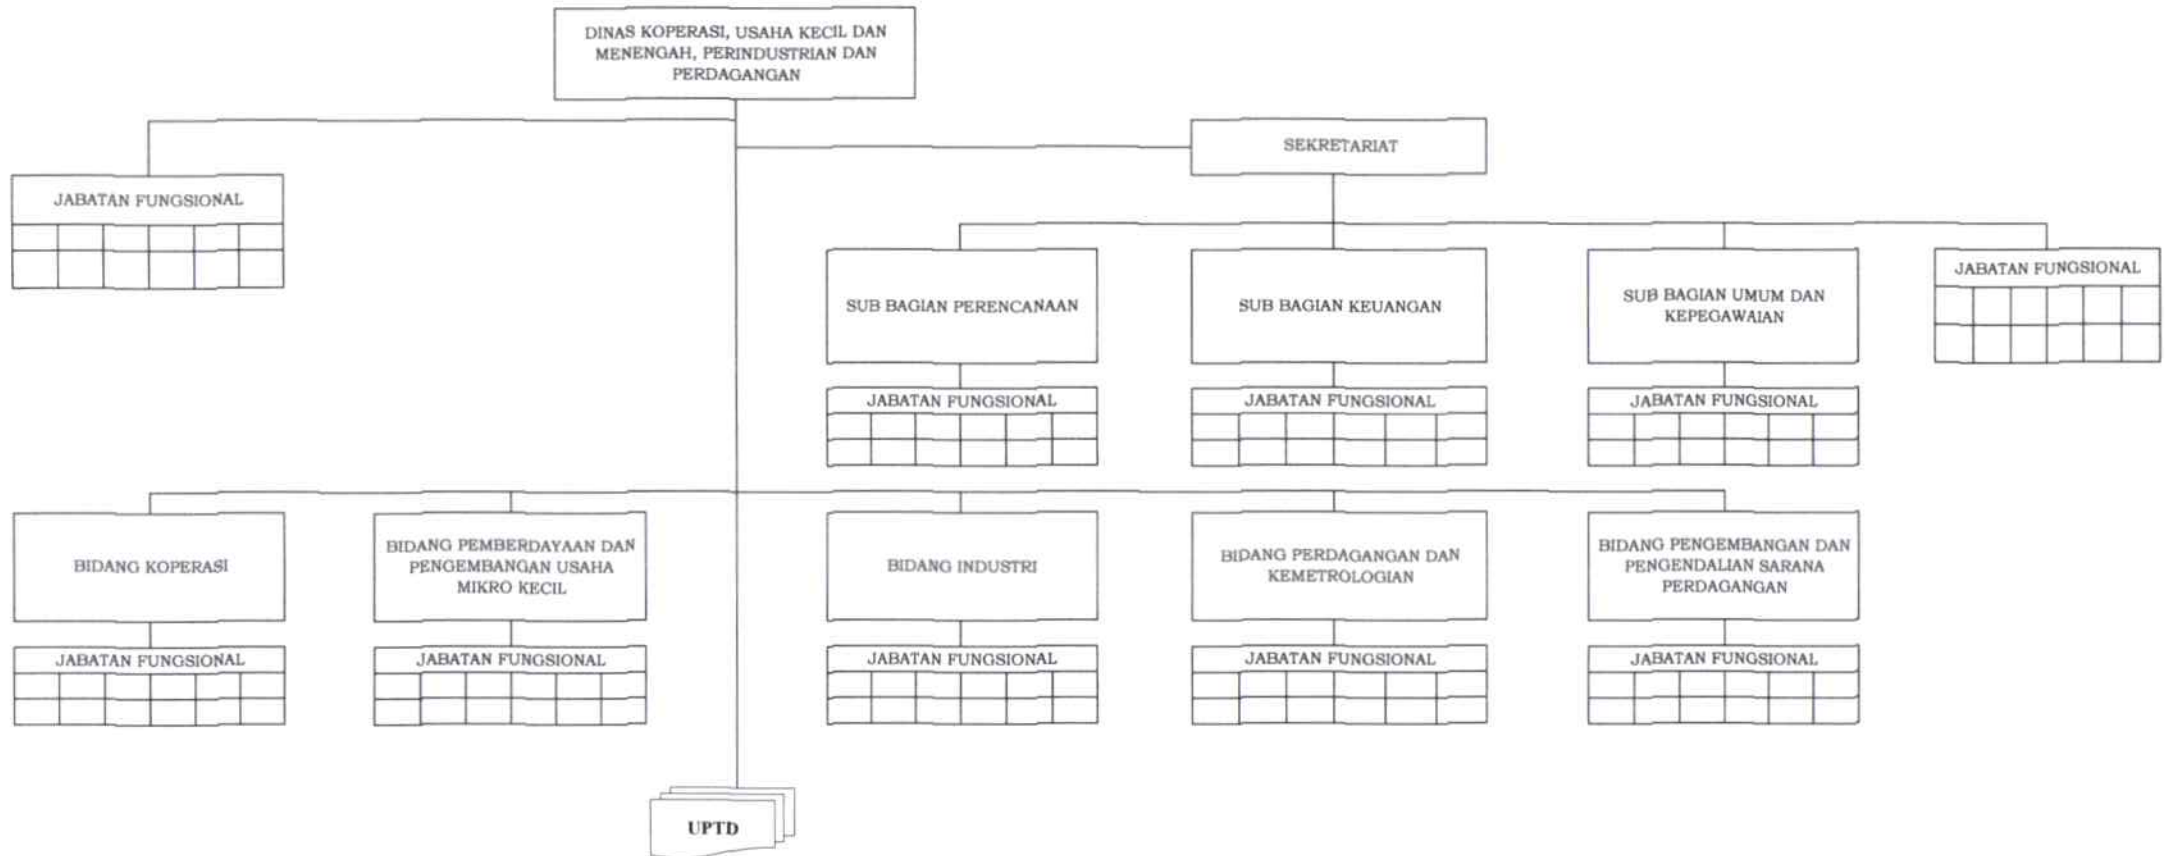 DINAS KOPERASI, USAHA KECIL DAN
MENENGAH, PERINDUSTRIAN DAN
PERDAGANGAN
SEKRETARIAT
JABATAN FUNGSIONAL
SUB BAGIAN PERENCANAAN
SUB BAGIAN KEUANGAN
SUB BAGIAN UMUM DAN
KEPEGAWAIAN
JABATAN FUNGSIONAL
JABATAN FUNGSIONAL
JABATAN FUNGSIONAL
JABATAN FUNGSIONAL
BIDANG KOPERASI
BIDANG PEMBERDAYAAN DAN
PENGEMBANGAN USAHA
MIKRO KECIL
BIDANG INDUSTRI
BIDANG PERDAGANGAN DAN
KEMETROLOGIAN
BIDANG PENGEMBANGAN DAN
PENGENDALIAN SARANA
PERDAGANGAN
JABATAN FUNGSIONAL
JABATAN FUNGSIONAL
JABATAN FUNGSIONAL
JABATAN FUNGSIONAL
JABATAN FUNGSIONAL
UPTD